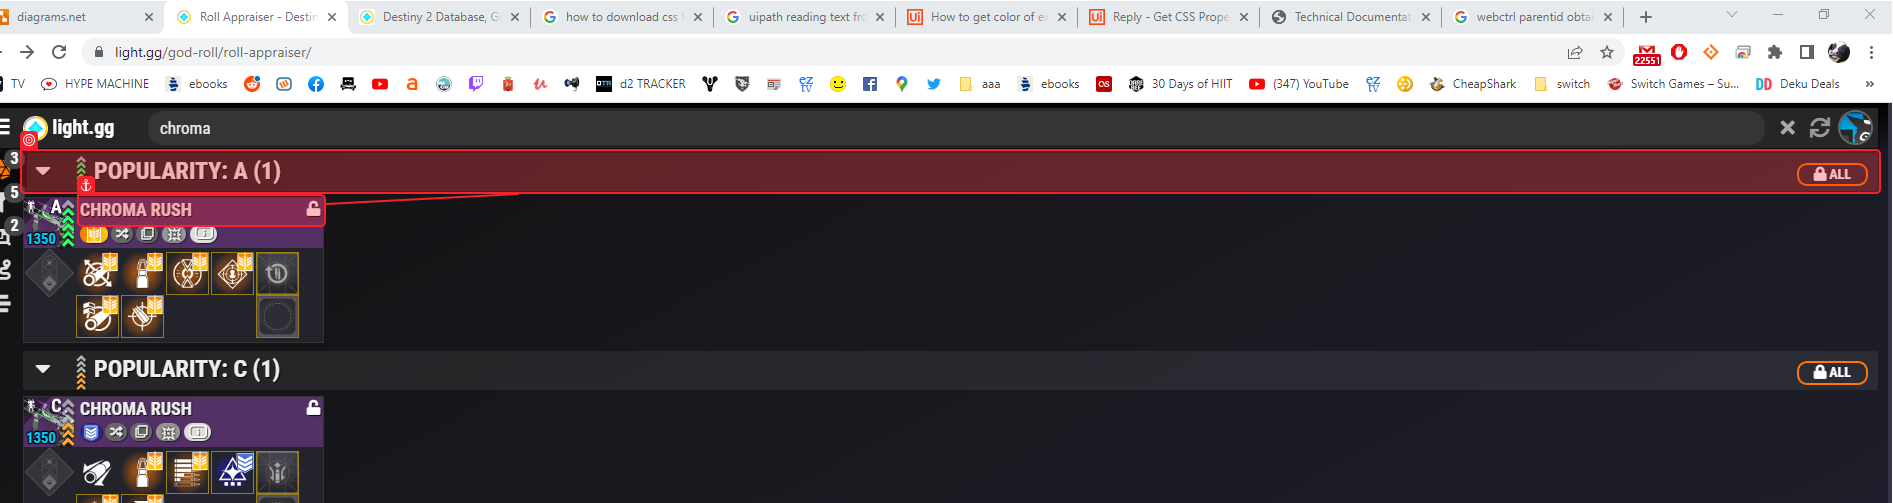 diagrams.net
Roll Appraiser - Destin
Destiny 2 Database, Go
how to download css f
uipath reading text fro
How to get color of ex
Reply - Get CSS Prope
Technical Documentat
webctrl parentid obta
light.gg/god-roll/roll-appraiser/
22551
TV
HYPE MACHINE
ebooks
d2 TRACKER
aaa
ebooks
30 Days of HIIT
(347) YouTube
CheapShark
switch
Switch Games – Su...
Deku Deals
»
light.gg
chroma
3
POPULARITY: A (1)
ALL
5
A
CHROMA RUSH
2
1350
POPULARITY: C (1)
ALL
C
CHROMA RUSH
1350